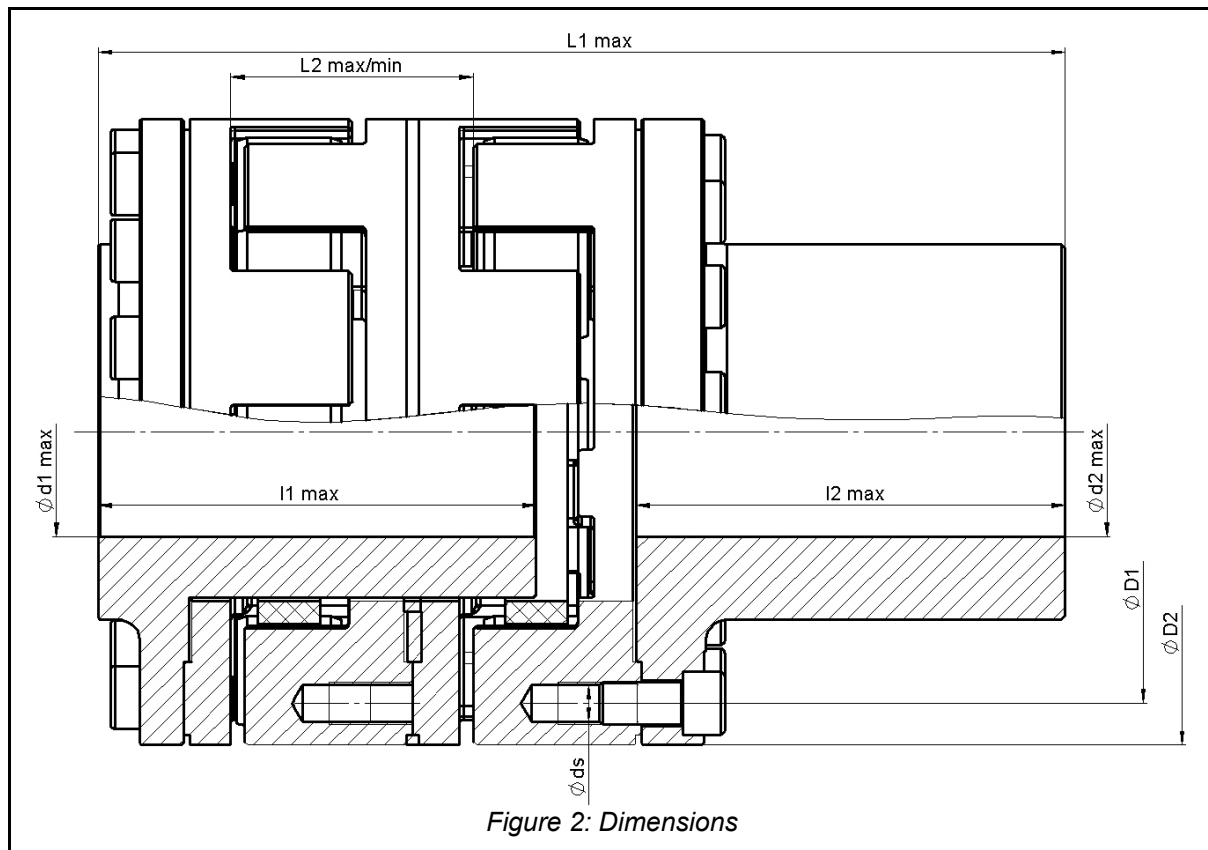 L1 max
L2 max/min
∅ d1 max
l1 max
l2 max
∅ d2 max
∅ D1
∅ D2
∅ ds
Figure 2: Dimensions